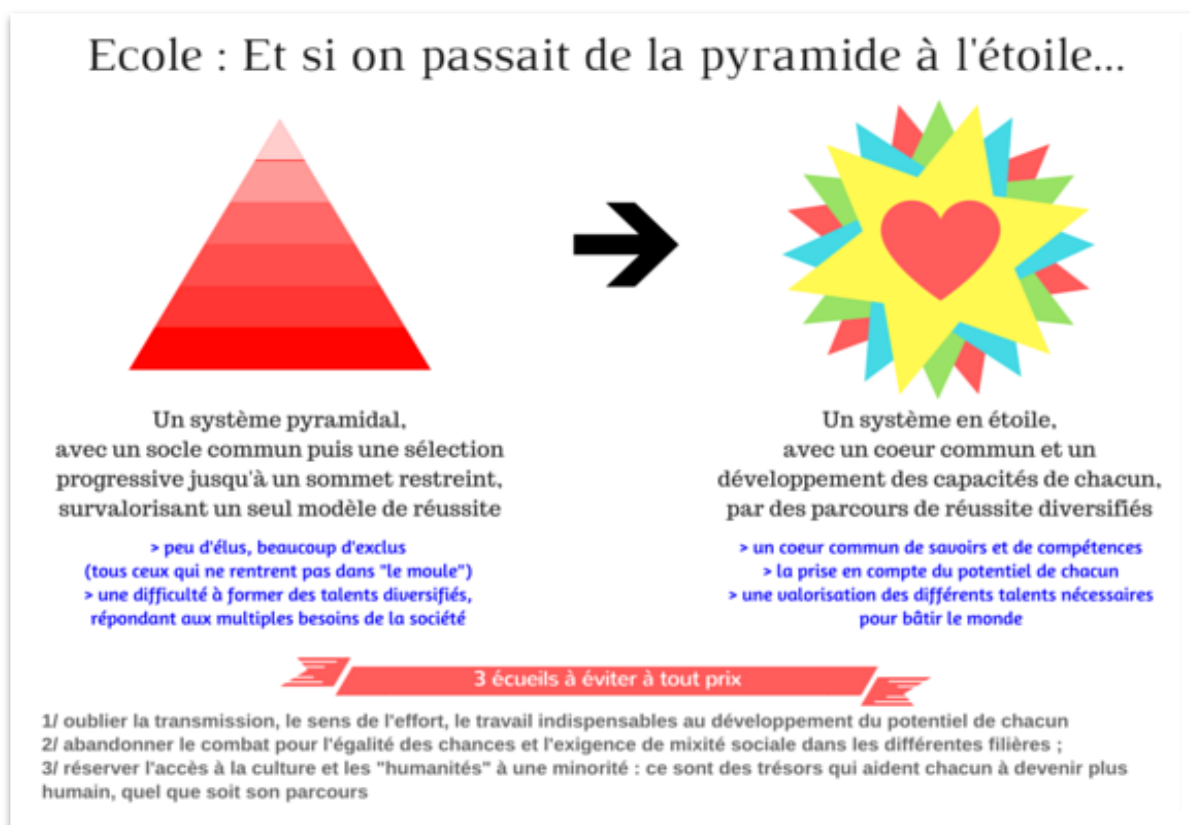 Ecole : Et si on passait de la pyramide à l'étoile...
Un système pyramidal,
avec un socle commun puis une sélection
progressive jusqu'à un sommet restreint,
survalorisant un seul modèle de réussite
> peu d'élus, beaucoup d'exclus
(tous ceux qui ne rentrent pas dans "le moule")
> une difficulté à former des talents diversifiés,
répondant aux multiples besoins de la société
Un système en étoile,
avec un coeur commun et un
développement des capacités de chacun,
par des parcours de réussite diversifiés
> un coeur commun de savoirs et de compétences
> la prise en compte du potentiel de chacun
> une valorisation des différents talents nécessaires
pour bâtir le monde
3 écueils à éviter à tout prix
1/ oublier la transmission, le sens de l'effort, le travail indispensables au développement du potentiel de chacun
2/ abandonner le combat pour l'égalité des chances et l'exigence de mixité sociale dans les différentes filières ;
3/ réserver l'accès à la culture et les "humanités" à une minorité : ce sont des trésors qui aident chacun à devenir plus
humain, quel que soit son parcours